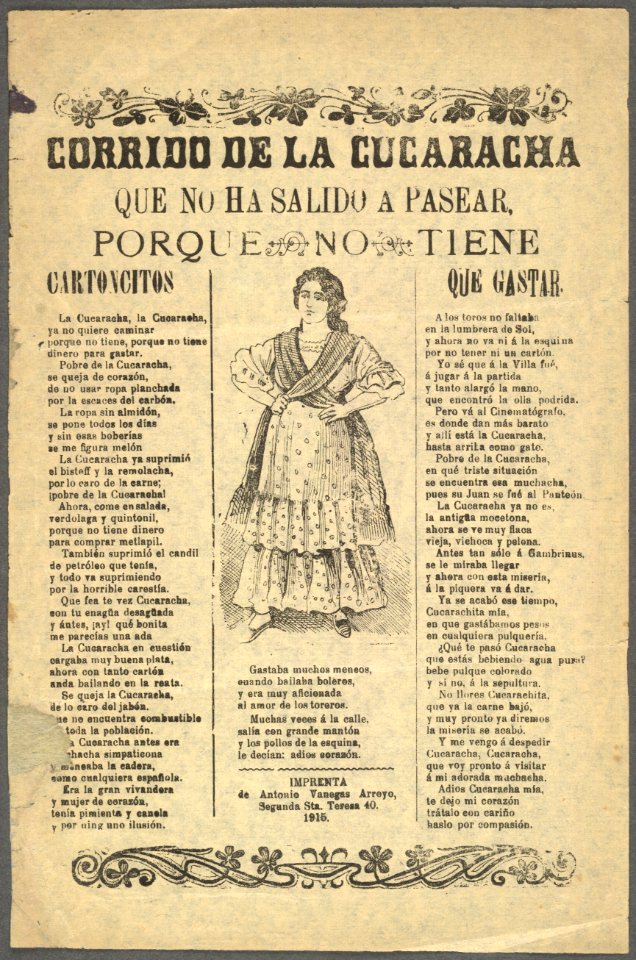 CORRIDO DE LA CUCARACHA
QUE NO HA SALIDO A PASEAR,
PORQUE NO TIENE
CARTONCITOS
QUE GASTAR.
La Cucaracha, la Cucaracha,
ya no quiere caminar
porque no tiene, porque no tiene
dinero para gastar.
Pobre de la Cucaracha,
se queja de corazón,
de no usar ropa planchada
por la escaces del carbón.
La ropa sin almidón,
se pone todos los días
y sin esas boberías
se me figura melón
La Cucaracha ya suprimió
el bisteff y la remolacha,
por lo caro de la carne;
¡pobre de la Cucaracha!
Ahora, come ensalada,
verdolaga y quintonil,
porque no tiene dinero
para comprar metlapil.
También suprimió el candil
de petróleo que tenía,
y todo va suprimiendo
por la horrible carestía.
Que fea te vez Cucaracha,
con tu enagüa desagüada
y ántes, ¡ay! qué bonita
me parecías una ada
La Cucaracha en cuestión
cargaba muy buena plata,
ahora con tanto cartón
anda bailando en la reata.
Se queja la Cucaracha,
de lo caro del jabón.
que no encuentra combustible
toda la población.
Cucaracha antes era
chacha simpaticona
meneaba la cadera,
como cualquiera española.
Era la gran vivandera
y mujer de corazón,
tenía pimienta y canela
y por ning uno ilusión.
Gastaba muchos meneos,
cuando bailaba boleros,
y era muy aficionada
al amor de los toreros.
Muchas veces á la calle,
salía con grande mantón
y los pollos de la esquina,
le decían: adios corazón.
IMPRENTA
de Antonio Vanegas Arroyo,
Segunda Sta. Teresa 40.
1915.
A los toros no faltaba
en la lumbrera de Sol,
y ahora no va ni á la esquina
por no tener ni un cartón.
Yo sé que á la Villa fué,
á jugar á la partida
y tanto alargó la mano,
que encontró la olla podrida.
Pero vá al Cinematógrafo,
es donde dan más barato
y allí está la Cucaracha,
hasta arriba como gato.
Pobre de la Cucaracha,
en qué triste situación
se encuentra esa muchacha,
pues su Juan se fué al Panteón
La Cucaracha ya no es,
la antigüa mocetona,
ahora se ve muy flaca
vieja, viehoca y pelona.
Antes tan sólo á Gambrinus,
se le miraba llegar
y ahora con esta miseria,
á la piquera va á dar.
Ya se acabó ese tiempo,
Cucarachita mía,
en que gastábamos pesos
en cualquiera pulquería.
¿Qué te pasó Cucaracha
que estás bebiendo agua pura?
bebe pulque colorado
y si no, á la sepultura.
No llores Cucarachita,
que ya la carne bajó,
y muy pronto ya diremos
la miseria se acabó.
Y me vengo á despedir
Cucaracha, Cucaracha,
que voy pronto á visitar
á mi adorada muchacha.
Adios Cucaracha mía,
te dejo mi corazón
trátalo con cariño
hazlo por compasión.